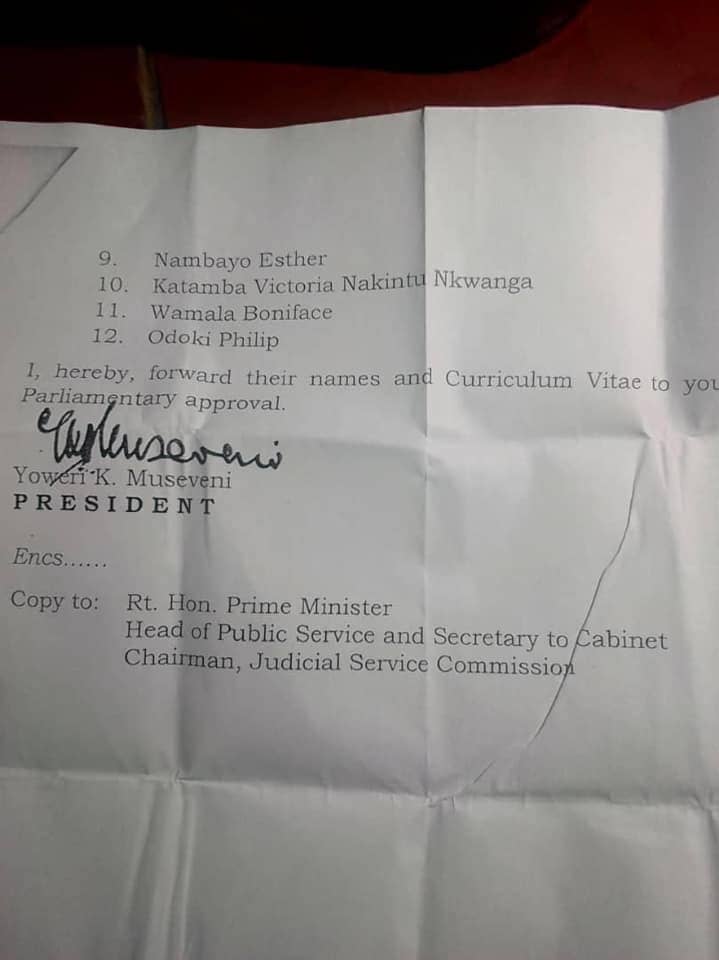 9. Nambayo Esther
10. Katamba Victoria Nakintu Nkwanga
11. Wamala Boniface
12. Odoki Philip
I, hereby, forward their names and Curriculum Vitae to you
Parliamentary approval.
Museveni
Yoweri K. Museveni
PRESIDENT
Encs......
Copy to: Rt. Hon. Prime Minister
Head of Public Service and Secretary to Cabinet
Chairman, Judicial Service Commission